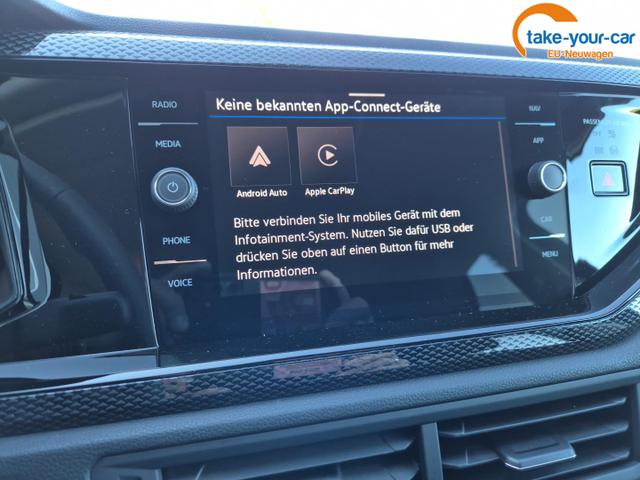 take-your-car
EU-Neuwagen
RADIO
MEDIA
PHONE
VOICE
Keine bekannten App-Connect-Geräte
Android Auto
Apple CarPlay
Bitte verbinden Sie Ihr mobiles Gerät mit dem
Infotainment-System. Nutzen Sie dafür USB oder
drücken Sie oben auf einen Button für mehr
Informationen.
NAV
APP
CAR
MENU